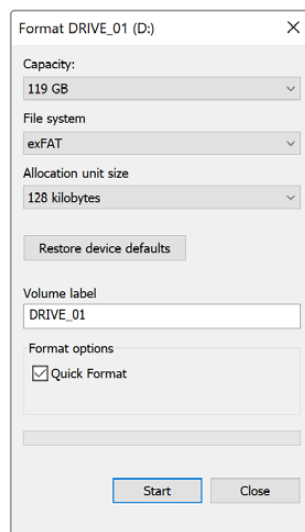 Format DRIVE_01 (D:)
Capacity:
119 GB
File system
exFAT
Allocation unit size
128 kilobytes
Restore device defaults
Volume label
DRIVE_01
Format options
Quick Format
Start Close